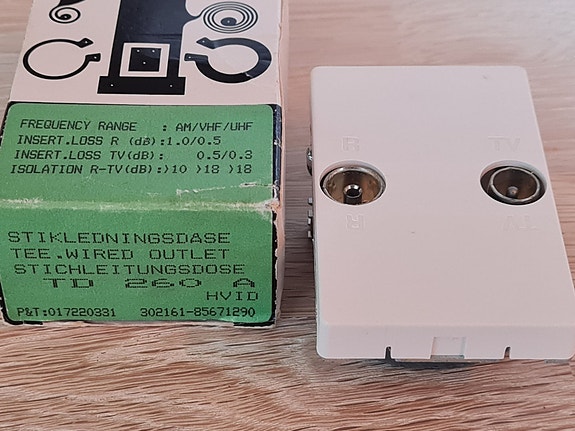 FREQUENCY RANGE : AM/VHF/UHF
INSERT.LOSS R (dB):1.0/0.5
INSERT.LOSS TV(dB): 0.5/0.3
ISOLATION R-TV(dB):>10 >18 >18
STIKLEDNINGSDASE
TEE.WIRED OUTLET
STICHLEITUNGSDOSE
TD 260 A
HVID
P&T:017220331 302161-85671290
R TV
R TV